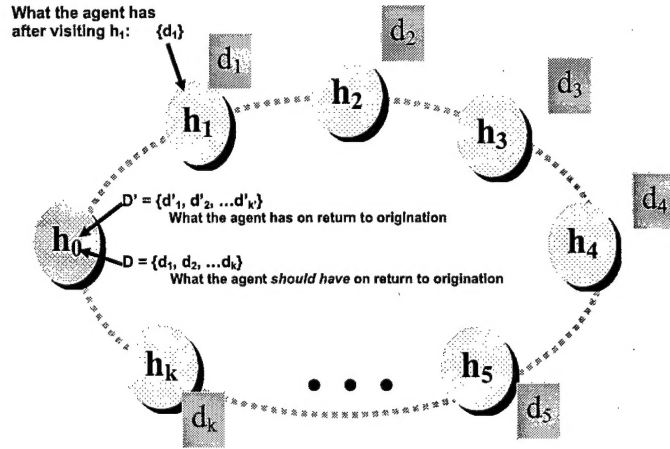 What the agent has
after visiting h₁: {d₁}
d₁
d₂
d₃
d₄
d₅
dₖ
h₁
h₂
h₃
h₄
h₅
hₖ
h₀
D' = {d'₁, d'₂, ...d'ₖ'}
What the agent has on return to origination
D = {d₁, d₂, ...dₖ}
What the agent should have on return to origination
• • •